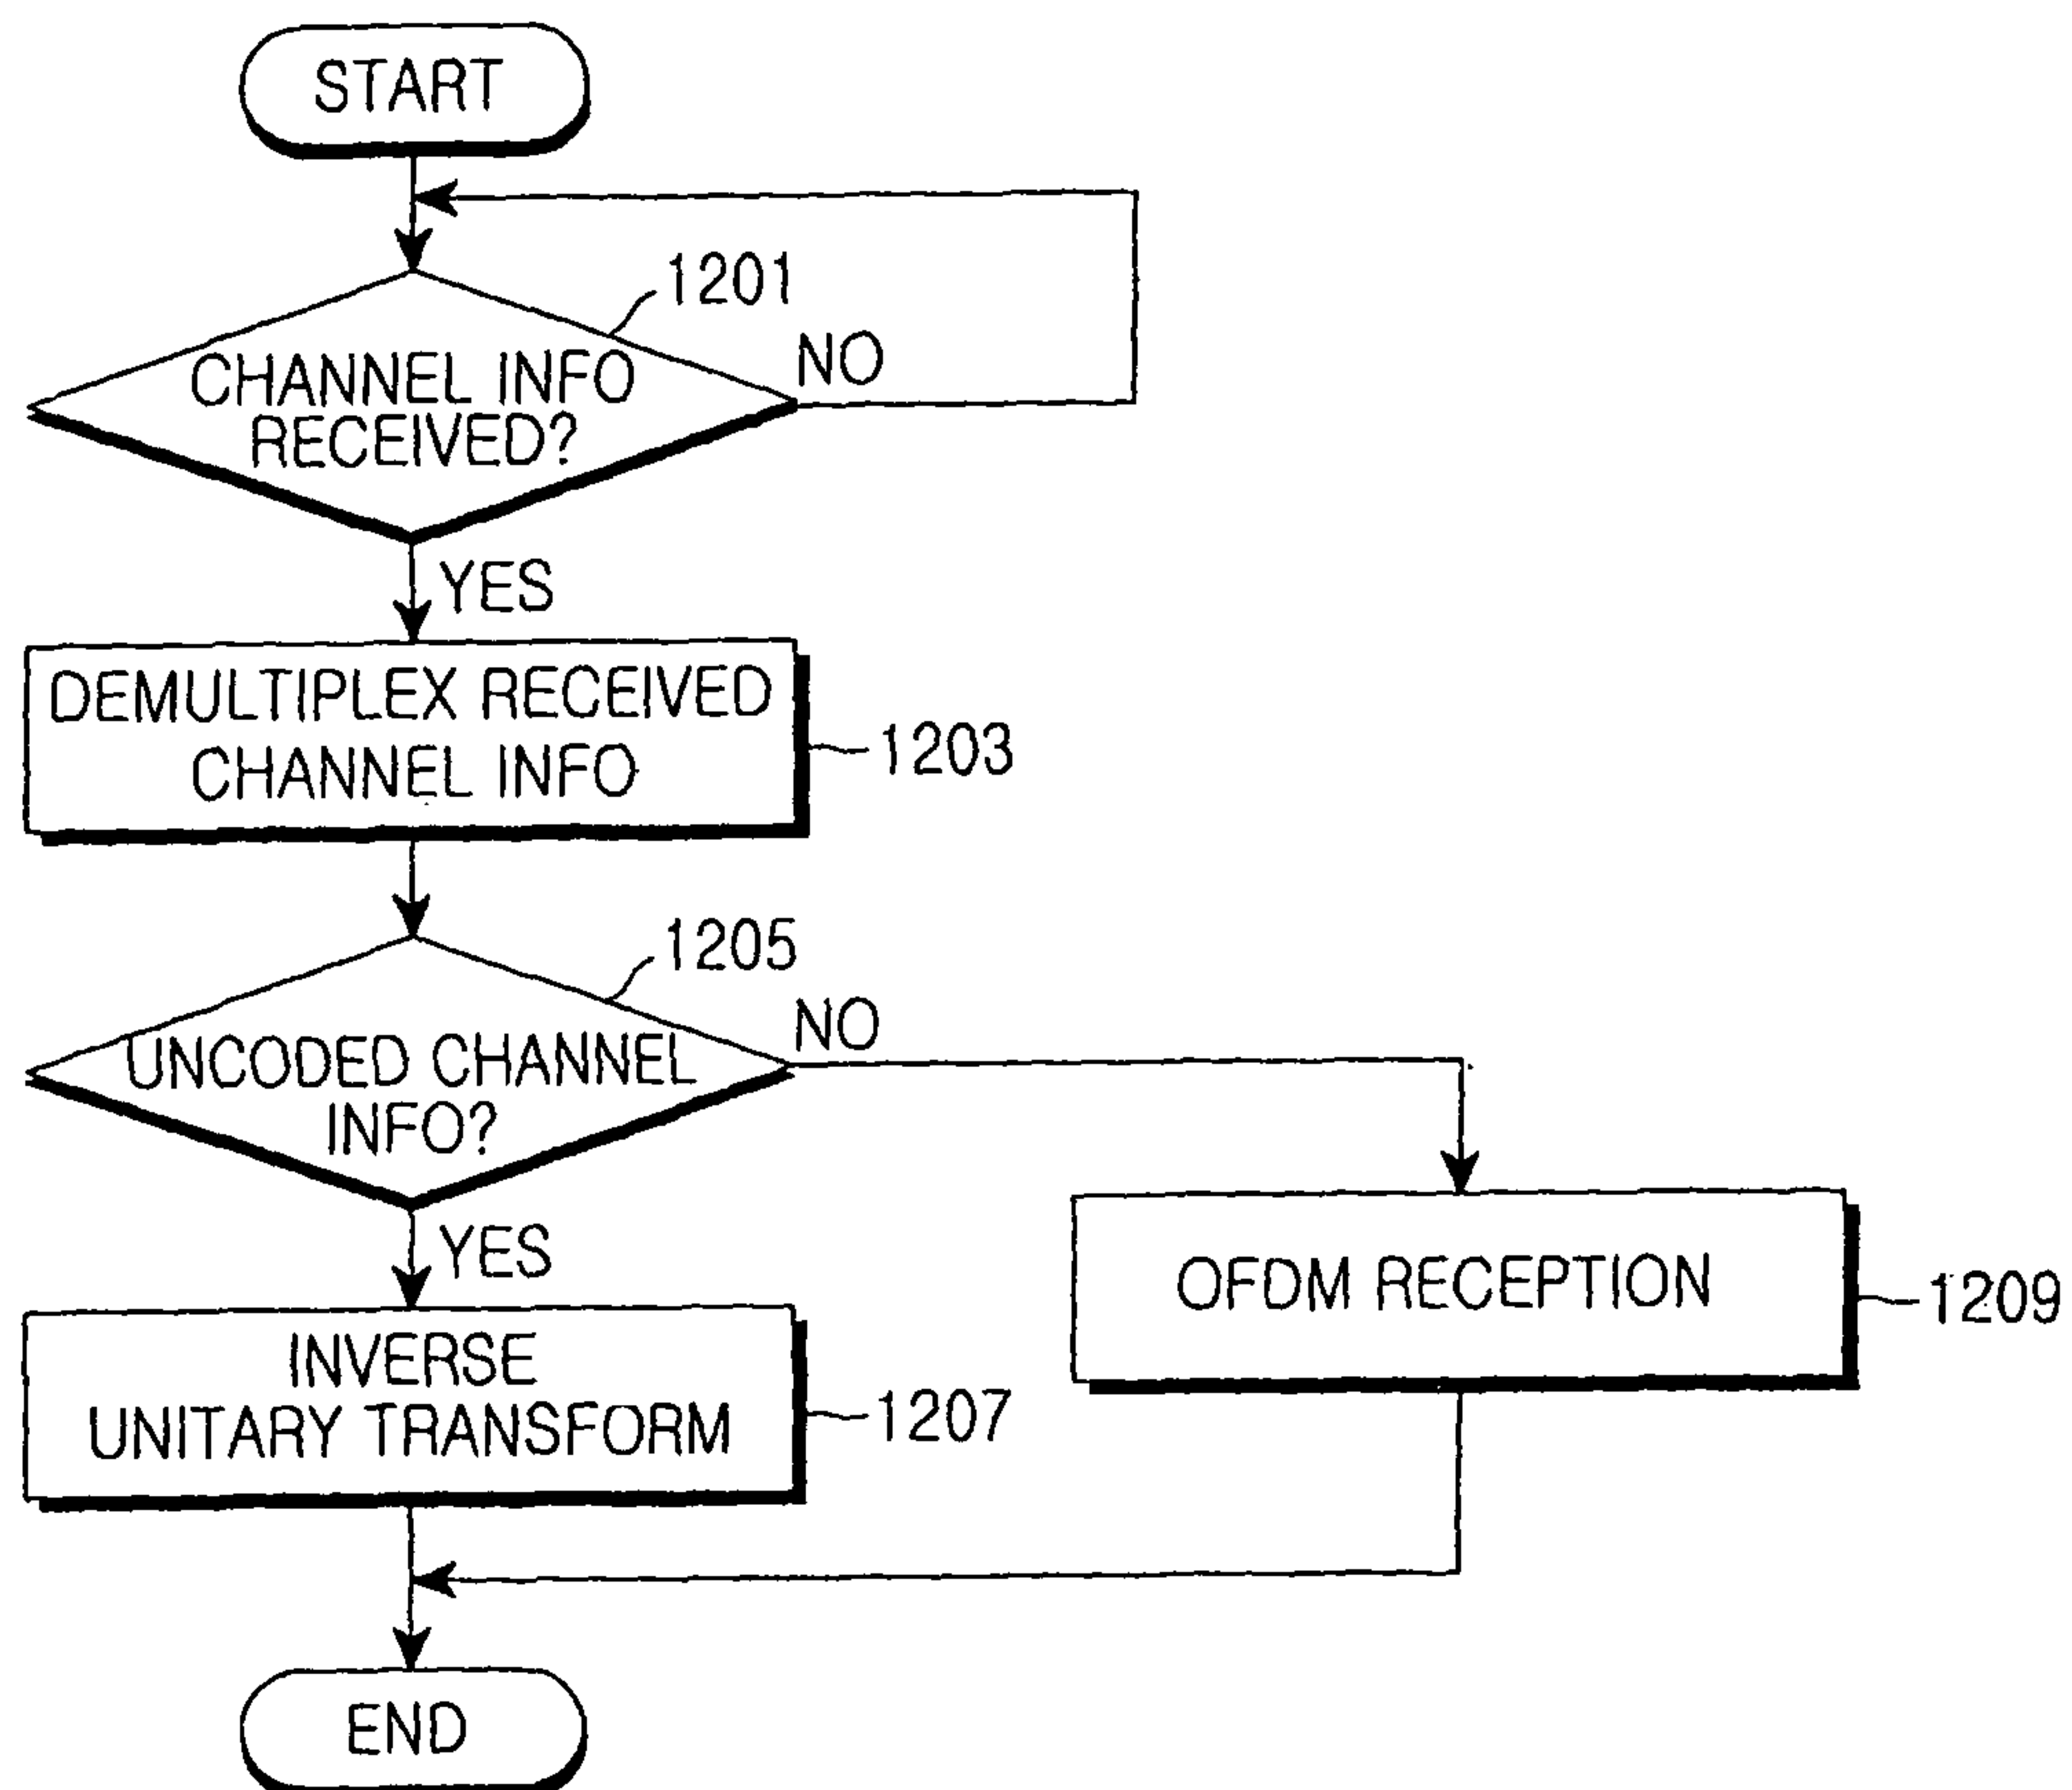 START
1201
NO
CHANNEL INFO
RECEIVED?
YES
DEMULTIPLEX RECEIVED
CHANNEL INFO
1203
1205
NO
UNCODED CHANNEL
INFO?
YES
OFDM RECEPTION
1209
INVERSE
UNITARY TRANSFORM
1207
END